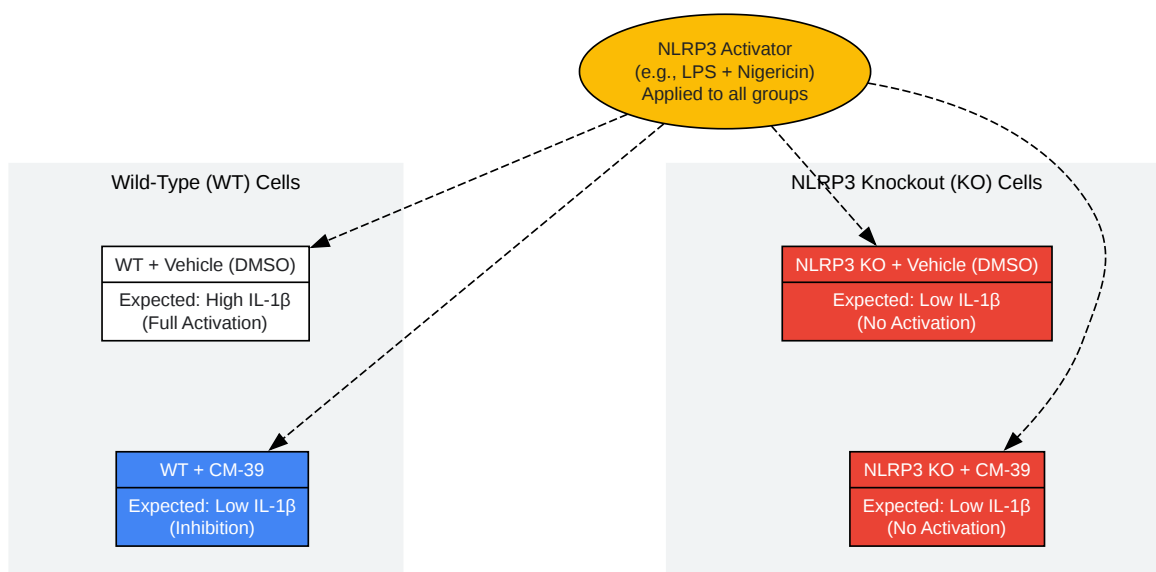 NLRP3 Activator
(e.g., LPS + Nigericin)
Applied to all groups
Wild-Type (WT) Cells
WT + Vehicle (DMSO)
Expected: High IL-1β
(Full Activation)
WT + CM-39
Expected: Low IL-1β
(Inhibition)
NLRP3 Knockout (KO) Cells
NLRP3 KO + Vehicle (DMSO)
Expected: Low IL-1β
(No Activation)
NLRP3 KO + CM-39
Expected: Low IL-1β
(No Activation)